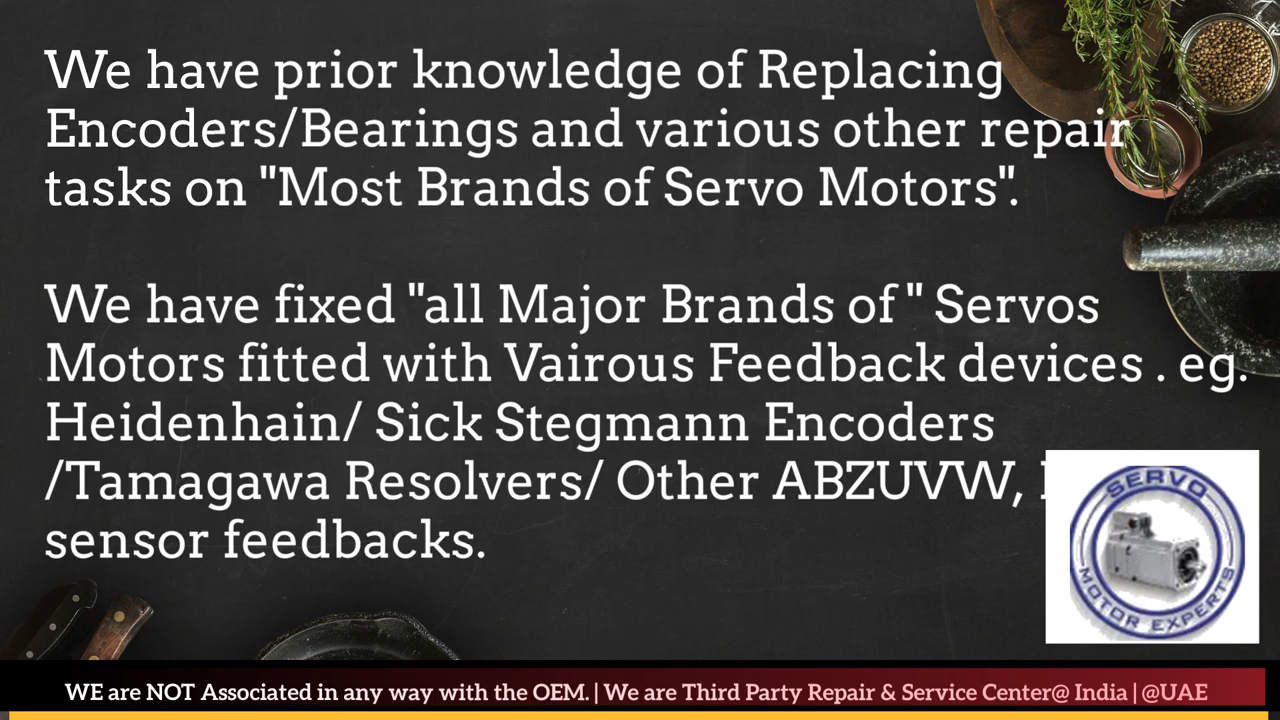 We have prior knowledge of Replacing
Encoders/Bearings and various other repair
tasks on "Most Brands of Servo Motors".
We have fixed "all Major Brands of " Servos
Motors fitted with Vairous Feedback devices . eg.
Heidenhain/ Sick Stegmann Encoders
/Tamagawa Resolvers/ Other ABZUVW,
sensor feedbacks.
SERVO
MOTOR EXPERTS
WE are NOT Associated in any way with the OEM. | We are Third Party Repair & Service Center@ India | @UAE